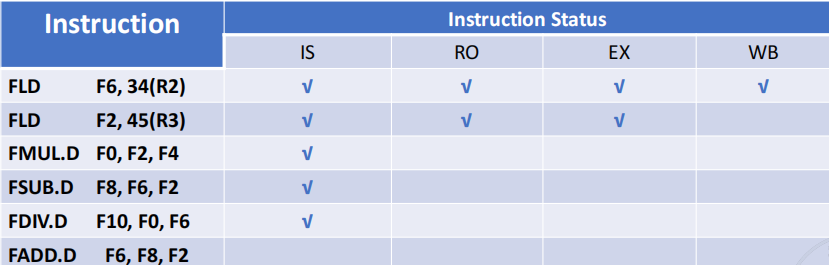 Instruction Instruction Status
IS RO EX WB
FLD F6, 34(R2) √ √ √ √
FLD F2, 45(R3) √ √ √
FMUL.D F0, F2, F4 √
FSUB.D F8, F6, F2 √
FDIV.D F10, F0, F6 √
FADD.D F6, F8, F2